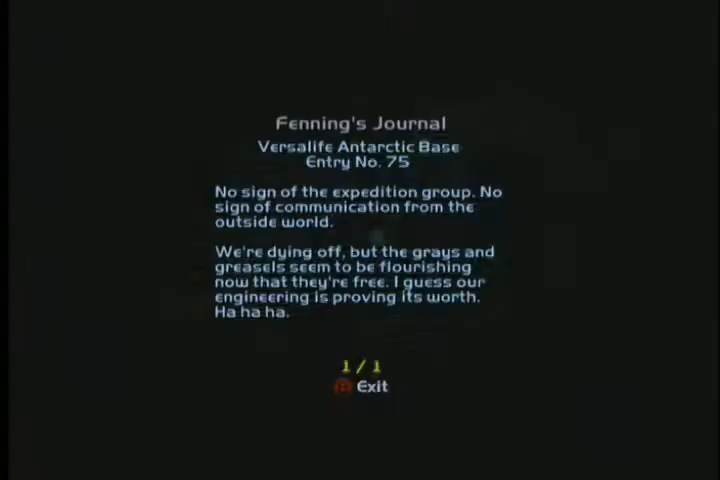 Fenning's Journal
Versalife Antarctic Base
Entry No. 75
No sign of the expedition group. No
sign of communication from the
outside world.
We're dying off, but the grays and
greasels seem to be flourishing
now that they're free. I guess our
engineering is proving its worth.
Ha ha ha.
1 / 1
Exit